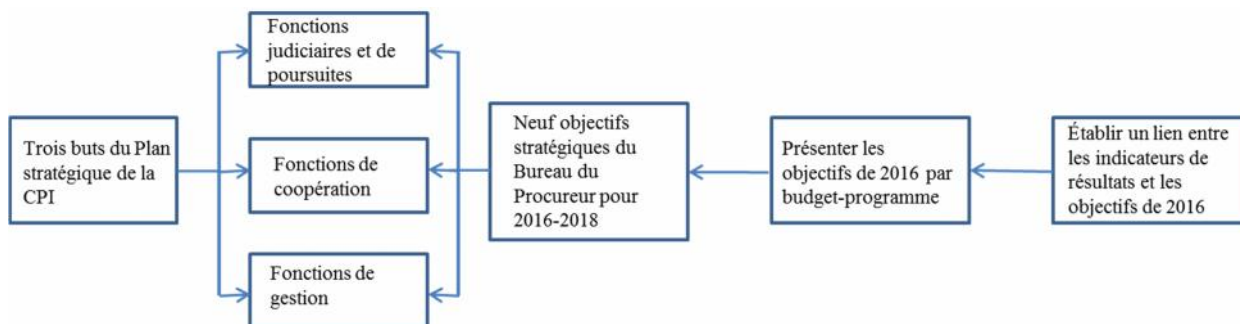 Trois buts du Plan
stratégique de la
CPI
Fonctions
judiciaires et de
poursuites
Fonctions de
coopération
Fonctions de
gestion
Neuf objectifs
stratégiques du
Bureau du
Procureur pour
2016-2018
Présenter les
objectifs de 2016 par
budget-programme
Établir un lien entre
les indicateurs de
résultats et les
objectifs de 2016